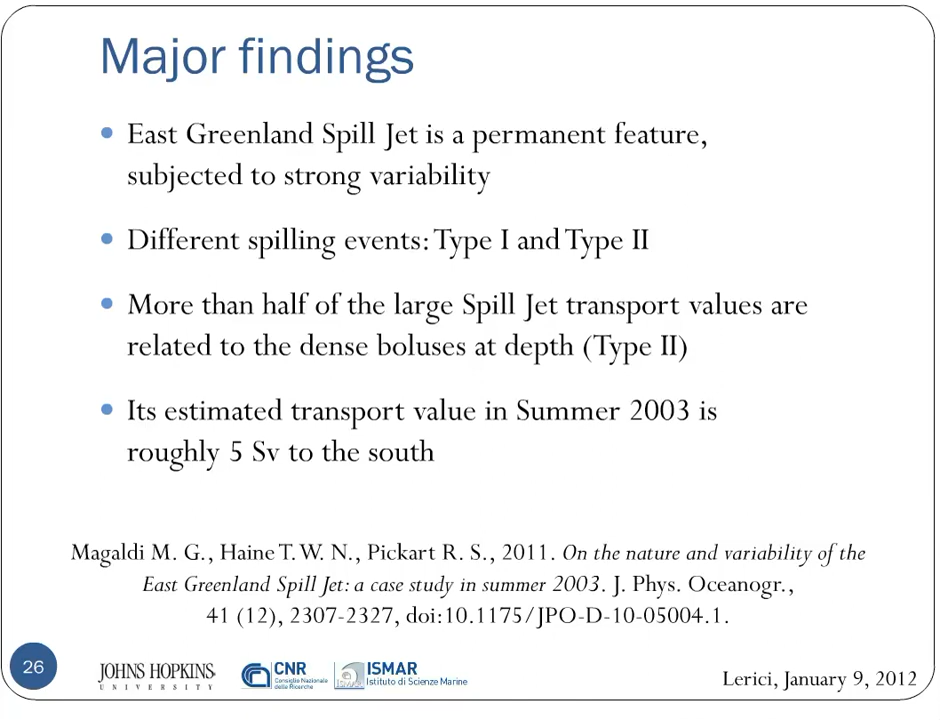 Major findings
• East Greenland Spill Jet is a permanent feature,
subjected to strong variability
• Different spilling events: Type I and Type II
• More than half of the large Spill Jet transport values are
related to the dense boluses at depth (Type II)
• Its estimated transport value in Summer 2003 is
roughly 5 Sv to the south
Magaldi M. G., Haine T. W. N., Pickart R. S., 2011. On the nature and variability of the
East Greenland Spill Jet: a case study in summer 2003. J. Phys. Oceanogr.,
41 (12), 2307-2327, doi:10.1175/JPO-D-10-05004.1.
26
JOHNS HOPKINS
UNIVERSITY
CNR
Consiglio Nazionale
delle Ricerche
ISMAR
Istituto di Scienze Marine
Lerici, January 9, 2012